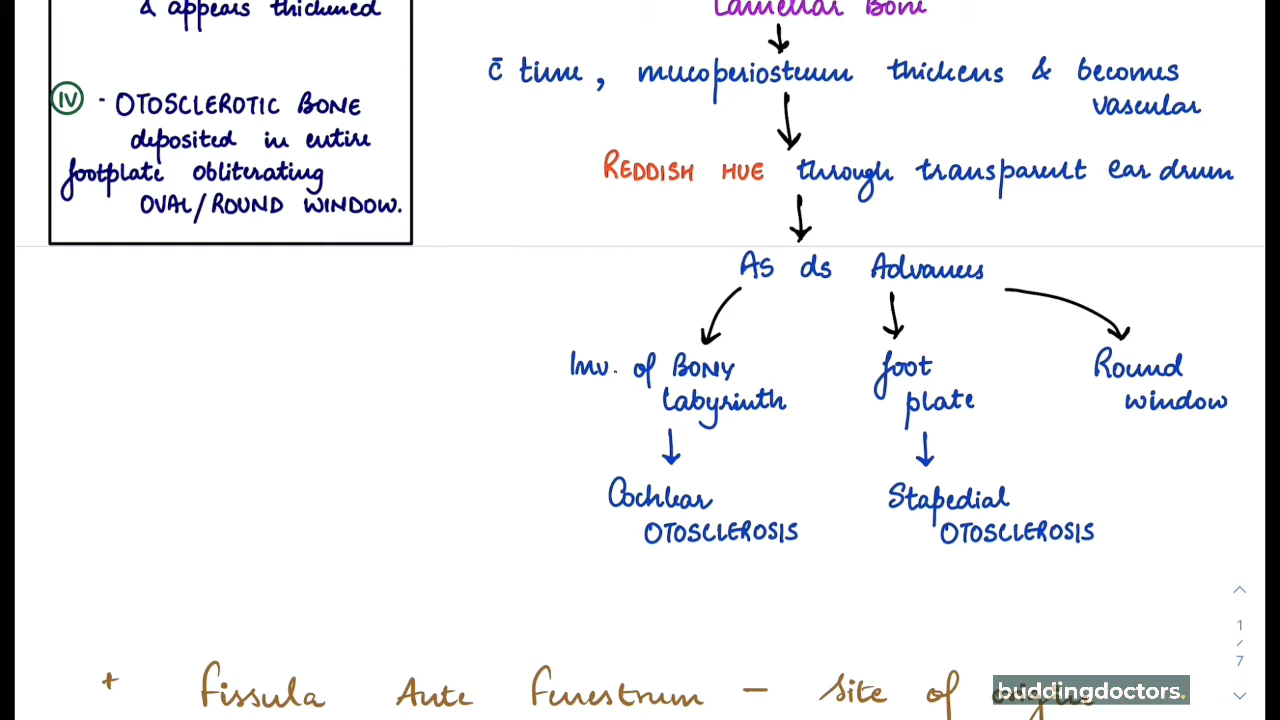 & appears thickened
IV - OTOSCLEROTIC BONE
deposited in entire
footplate obliterating
OVAL/ROUND WINDOW.
Lamellar Bone
c̄ time, mucoperiosteum thickens & becomes
vascular
REDDISH HUE through transparent ear drum
As ds Advances
Inv. of BONY
labyrinth
Cochlear
OTOSCLEROSIS
foot
plate
Stapedial
OTOSCLEROSIS
Round
window
+ Fissula Ante Funestrum - site of origin
buddingdoctors.
1
/
7